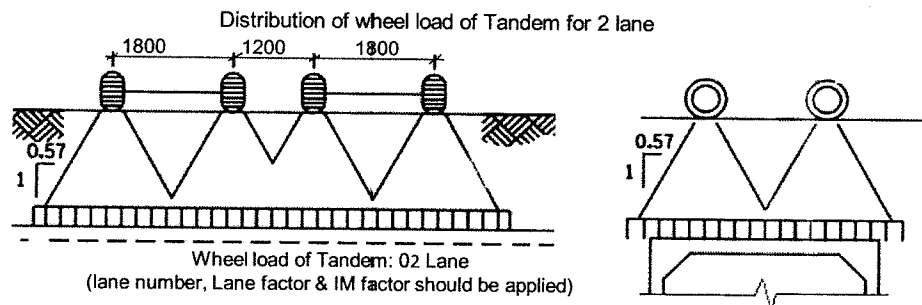 Distribution of wheel load of Tandem for 2 lane
1800 1200 1800
0.57
1
0.57
1
Wheel load of Tandem: 02 Lane
(lane number, Lane factor & IM factor should be applied)